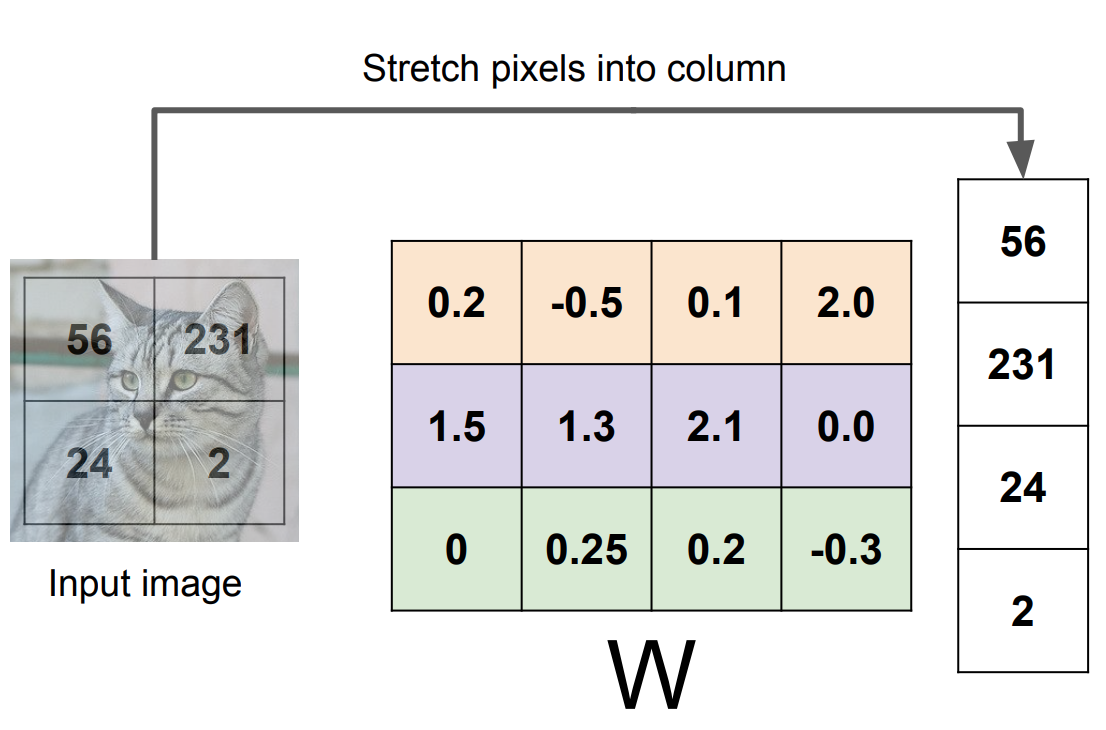 Stretch pixels into column
56 231
24 2
Input image
0.2 -0.5 0.1 2.0
1.5 1.3 2.1 0.0
0 0.25 0.2 -0.3
W
56
231
24
2